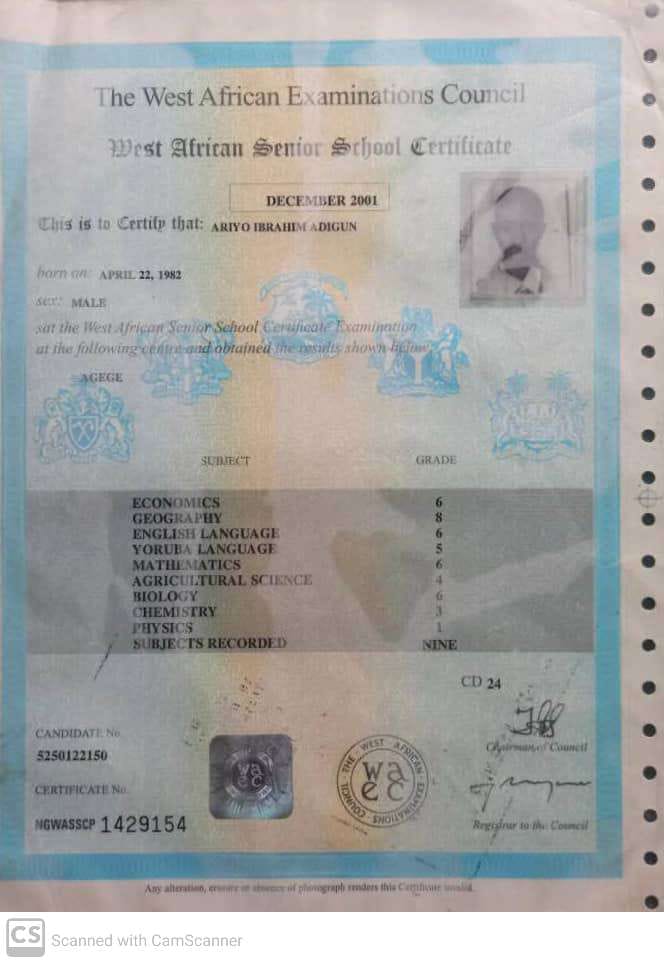 The West African Examinations Council
West African Senior School Certificate
DECEMBER 2001
This is to Certify that: ARIYO IBRAHIM ADIGUN
born on: APRIL 22, 1982
sex: MALE
sat the West African Senior School Certificate Examination
at the following centre and obtained the results shown below.
AGEGE
SUBJECT GRADE
ECONOMICS 6
GEOGRAPHY 8
ENGLISH LANGUAGE 6
YORUBA LANGUAGE 5
MATHEMATICS 6
AGRICULTURAL SCIENCE 4
BIOLOGY 6
CHEMISTRY 3
PHYSICS 1
SUBJECTS RECORDED NINE
CD 24
CANDIDATE No.
5250122150
Chairman of Council
CERTIFICATE No.
NGWASSCP 1429154
waec
THE WEST AFRICAN EXAMINATIONS COUNCIL
waec
Registrar to the Council
Any alteration, erasure or absence of photograph renders this Certificate invalid.
CS Scanned with CamScanner